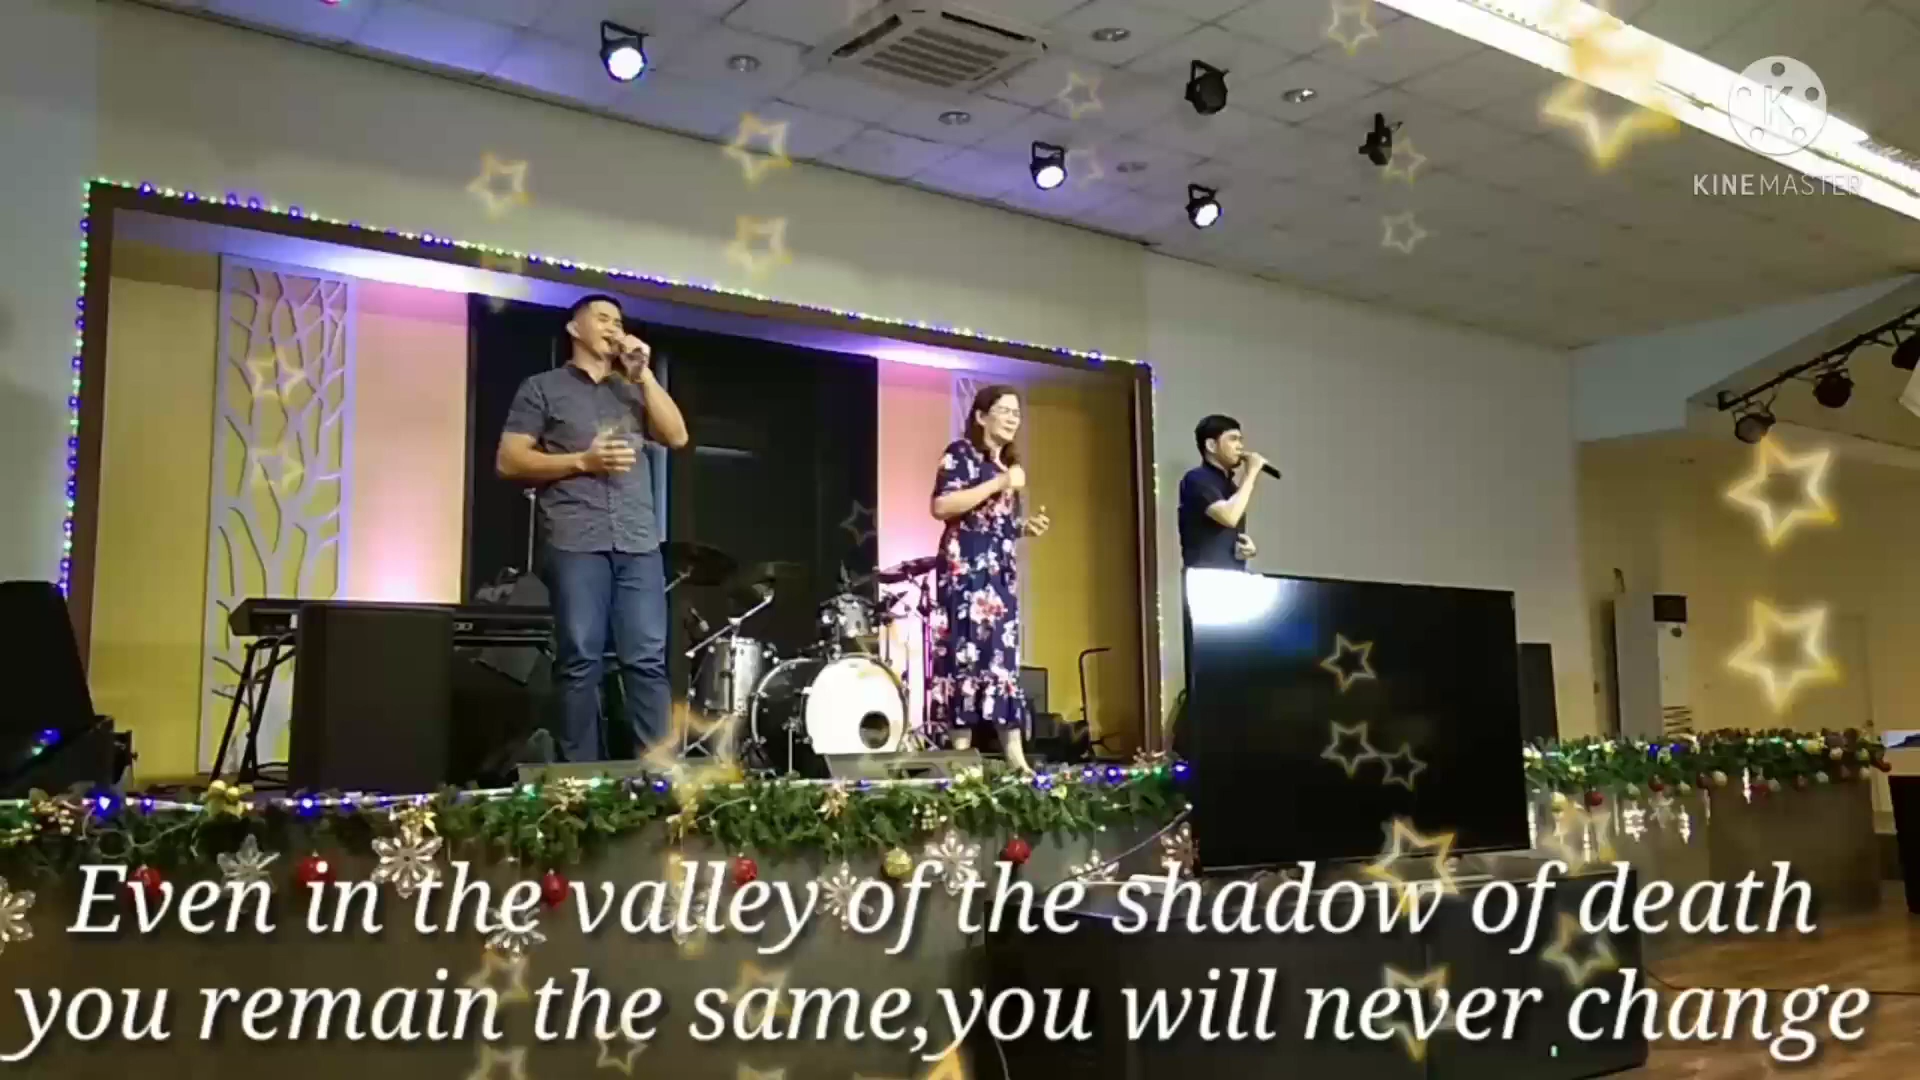 K
KINEMASTER
Even in the valley of the shadow of death
you remain the same,you will never change